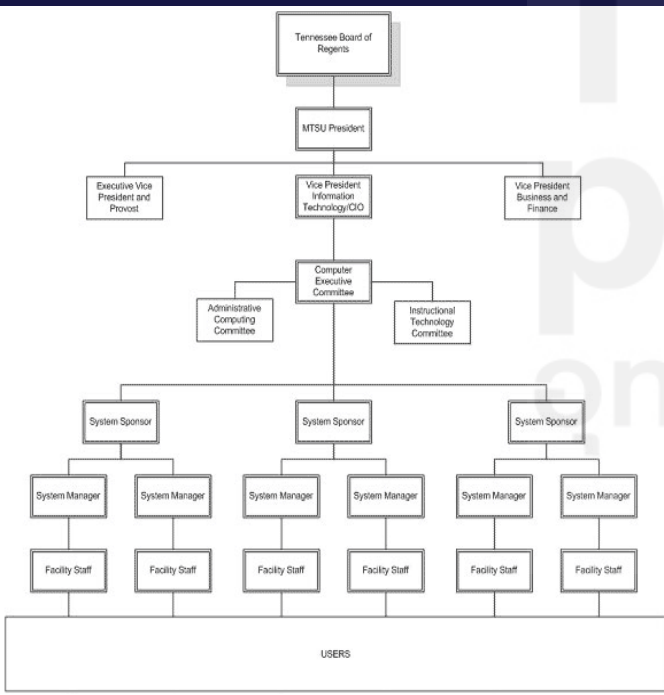 Tennessee Board of
Regents
MTSU President
Executive Vice
President and
Provost
Vice President
Information
Technology/CIO
Vice President
Business and
Finance
Computer
Executive
Committee
Administrative
Computing
Committee
Instructional
Technology
Committee
System Sponsor
System Sponsor
System Sponsor
System Manager
System Manager
System Manager
System Manager
System Manager
System Manager
Facility Staff
Facility Staff
Facility Staff
Facility Staff
Facility Staff
Facility Staff
USERS